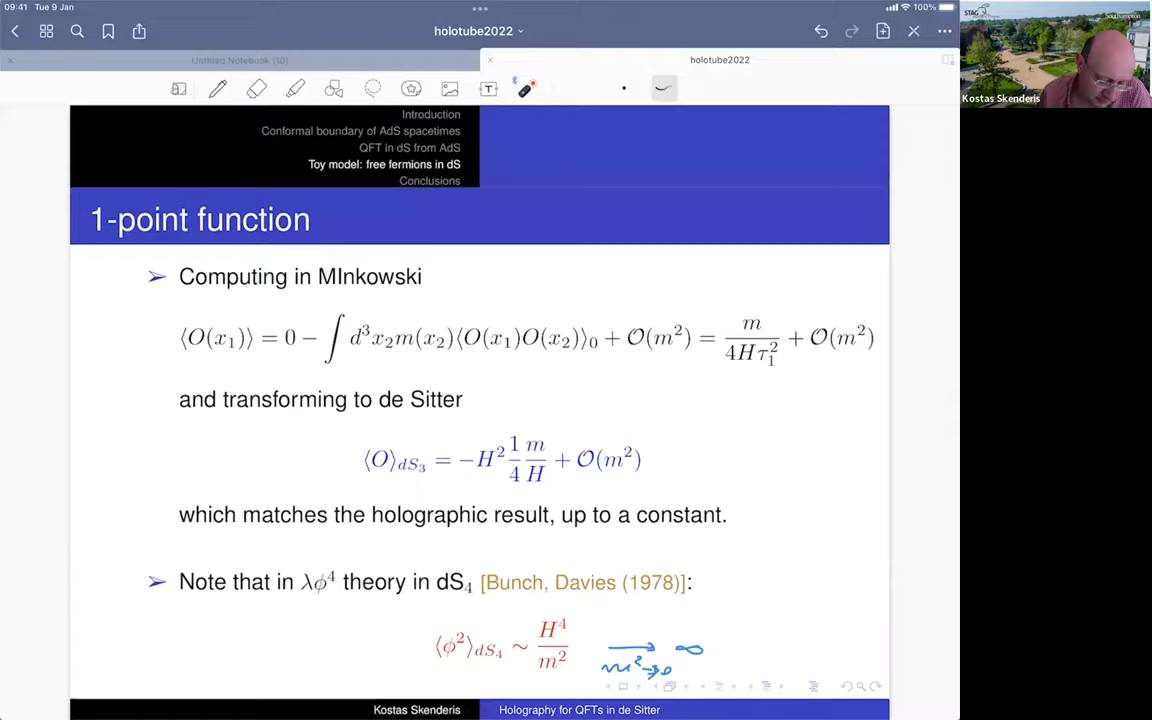 09:41 Tue 9 Jan
100%
holotube2022
Untitled Notebook (10)
holotube2022
STAG
Southampton
Kostas Skenderis
Introduction
Conformal boundary of AdS spacetimes
QFT in dS from AdS
Toy model: free fermions in dS
Conclusions
1-point function
➢ Computing in MInkowski
⟨O(x₁)⟩ = 0 − ∫ d³x₂m(x₂)⟨O(x₁)O(x₂)⟩₀ + 𝒪(m²) = m/(4Hτ₁²) + 𝒪(m²)
and transforming to de Sitter
⟨O⟩_{dS₃} = −H² 1/4 m/H + 𝒪(m²)
which matches the holographic result, up to a constant.
➢ Note that in λϕ⁴ theory in dS₄ [Bunch, Davies (1978)]:
⟨ϕ²⟩_{dS₄} ∼ H⁴/m² → ∞
m²→0
Kostas Skenderis Holography for QFTs in de Sitter